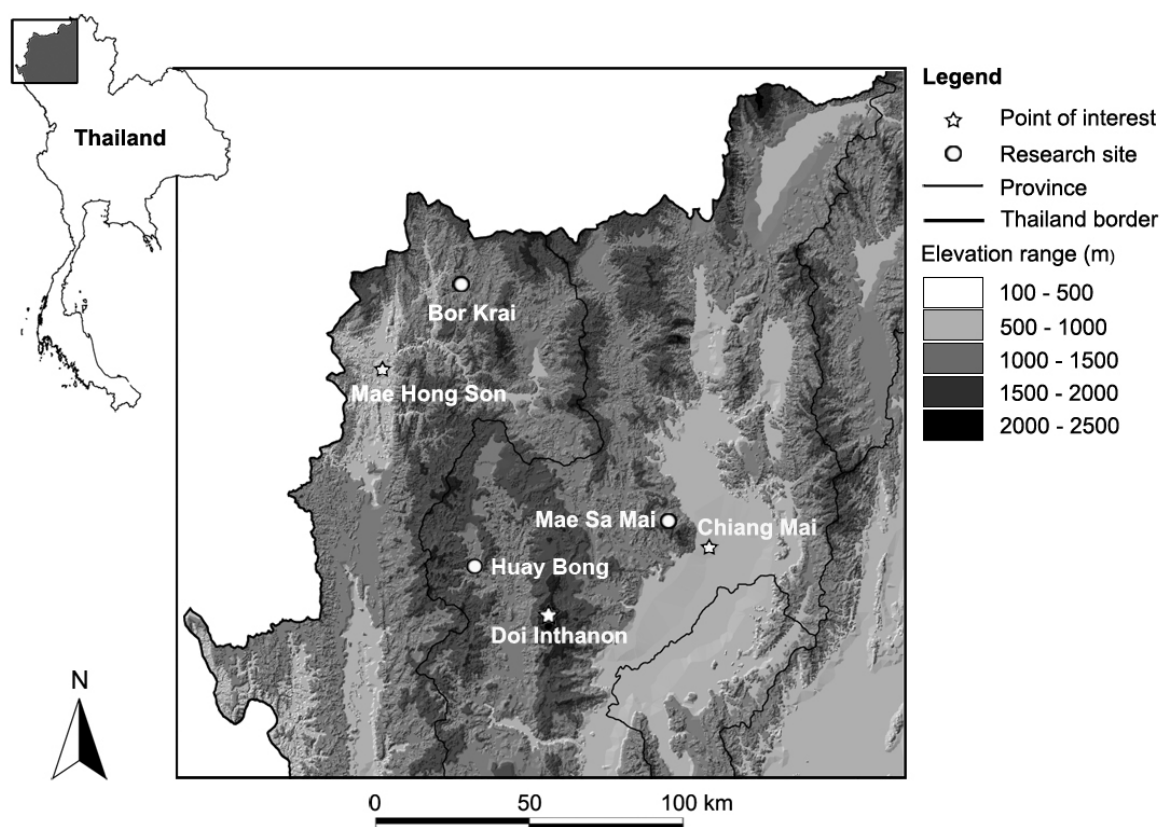 Thailand
Bor Krai
Mae Hong Son
Mae Sa Mai
Chiang Mai
Huay Bong
Doi Inthanon
N
0 50 100 km
Legend
Point of interest
Research site
Province
Thailand border
Elevation range (m)
100 - 500
500 - 1000
1000 - 1500
1500 - 2000
2000 - 2500